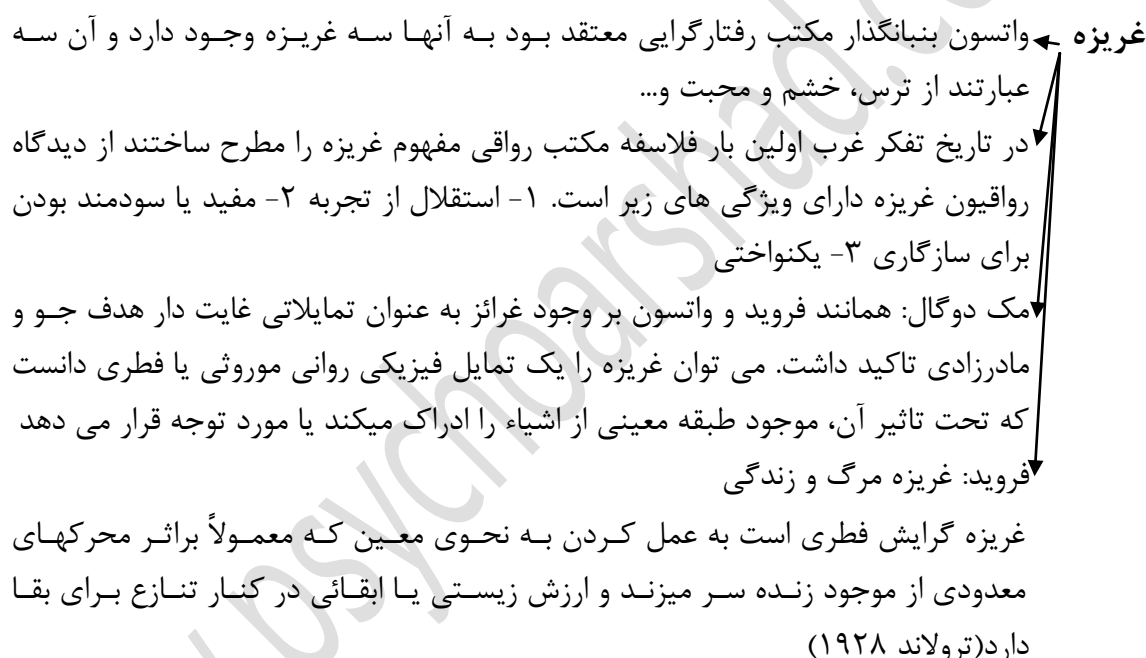 غریزه واتسون بنبانگذار مکتب رفتارگرایی معتقد بود به آنها سه غریزه وجود دارد و آن سه
عبارتند از ترس، خشم و محبت و...
در تاریخ تفکر غرب اولین بار فلاسفه مکتب رواقی مفهوم غریزه را مطرح ساختند از دیدگاه
رواقیون غریزه دارای ویژگی های زیر است. ۱- استقلال از تجربه ۲- مفید یا سودمند بودن
برای سازگاری ۳- یکنواختی
مک دوگال: همانند فروید و واتسون بر وجود غرائز به عنوان تمایلاتی غایت دار هدف جو و
مادرزادی تاکید داشت. می توان غریزه را یک تمایل فیزیکی روانی موروثی یا فطری دانست
که تحت تاثیر آن، موجود طبقه معینی از اشیاء را ادراک میکند یا مورد توجه قرار می دهد
فروید: غریزه مرگ و زندگی
غریزه گرایش فطری است به عمل کردن به نحوی معین که معمولاً براثر محرکهای
معدودی از موجود زنده سر میزند و ارزش زیستی یا ابقائی در کنار تنازع برای بقا
دارد(ترولاند ۱۹۲۸)
psychoarshad.co